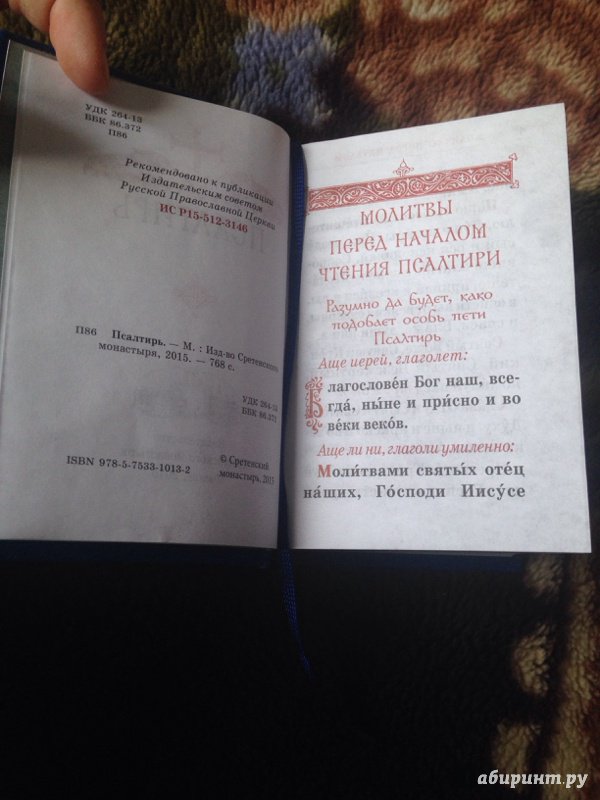 УДК 264-13
ББК 86.372
П86
Рекомендовано к публикации
Издательским советом
Русской Православной Церкви
ИС Р15-512-3146
П86 Псалтирь. — М. : Изд-во Сретенского
монастыря, 2015. — 768 с.
УДК 264-13
ББК 86.372
ISBN 978-5-7533-1013-2
© Сретенский
монастырь, 2015
МОЛИТВЫ
ПЕРЕД НАЧАЛОМ
ЧТЕНИЯ ПСАЛТИРИ
Разумно да будет, како
подобает особь пети
Псалтирь
Аще иерей, глаголет:
Благослове́н Бог наш, все-
гда́, ны́не и при́сно и во
ве́ки веко́в.
Аще ли ни, глаголи умиленно:
Моли́твами святы́х оте́ц
на́ших, Го́споди Иису́се
абиринт.ру